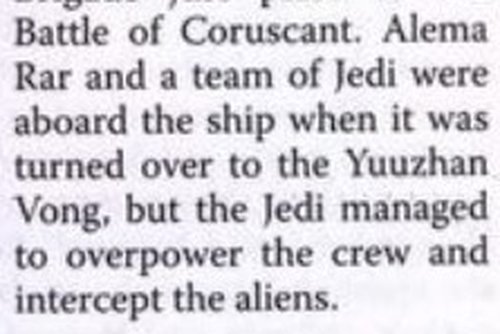 Battle of Coruscant. Alema
Rar and a team of Jedi were
aboard the ship when it was
turned over to the Yuuzhan
Vong, but the Jedi managed
to overpower the crew and
intercept the aliens.